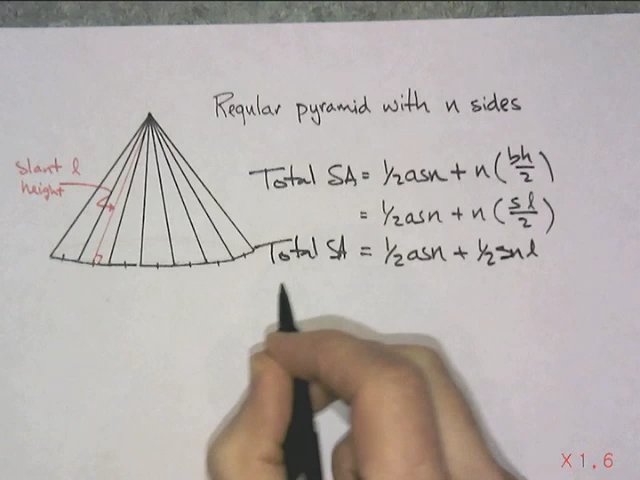 Regular pyramid with n sides
slant l
height
Total SA = 1/2asn + n(bh/2)
= 1/2asn + n(sl/2)
Total SA = 1/2asn + 1/2snl
X1.6